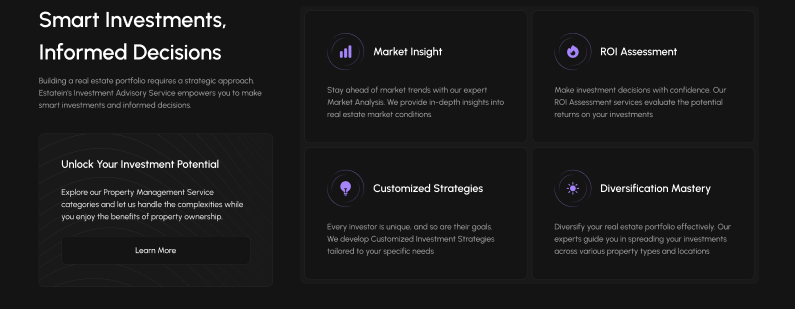 Smart Investments,
Informed Decisions
Building a real estate portfolio requires a strategic approach.
Estatein's Investment Advisory Service empowers you to make
smart investments and informed decisions.
Unlock Your Investment Potential
Explore our Property Management Service
categories and let us handle the complexities while
you enjoy the benefits of property ownership.
Learn More
Market Insight
Stay ahead of market trends with our expert
Market Analysis. We provide in-depth insights into
real estate market conditions
ROI Assessment
Make investment decisions with confidence. Our
ROI Assessment services evaluate the potential
returns on your investments
Customized Strategies
Every investor is unique, and so are their goals.
We develop Customized Investment Strategies
tailored to your specific needs
Diversification Mastery
Diversify your real estate portfolio effectively. Our
experts guide you in spreading your investments
across various property types and locations